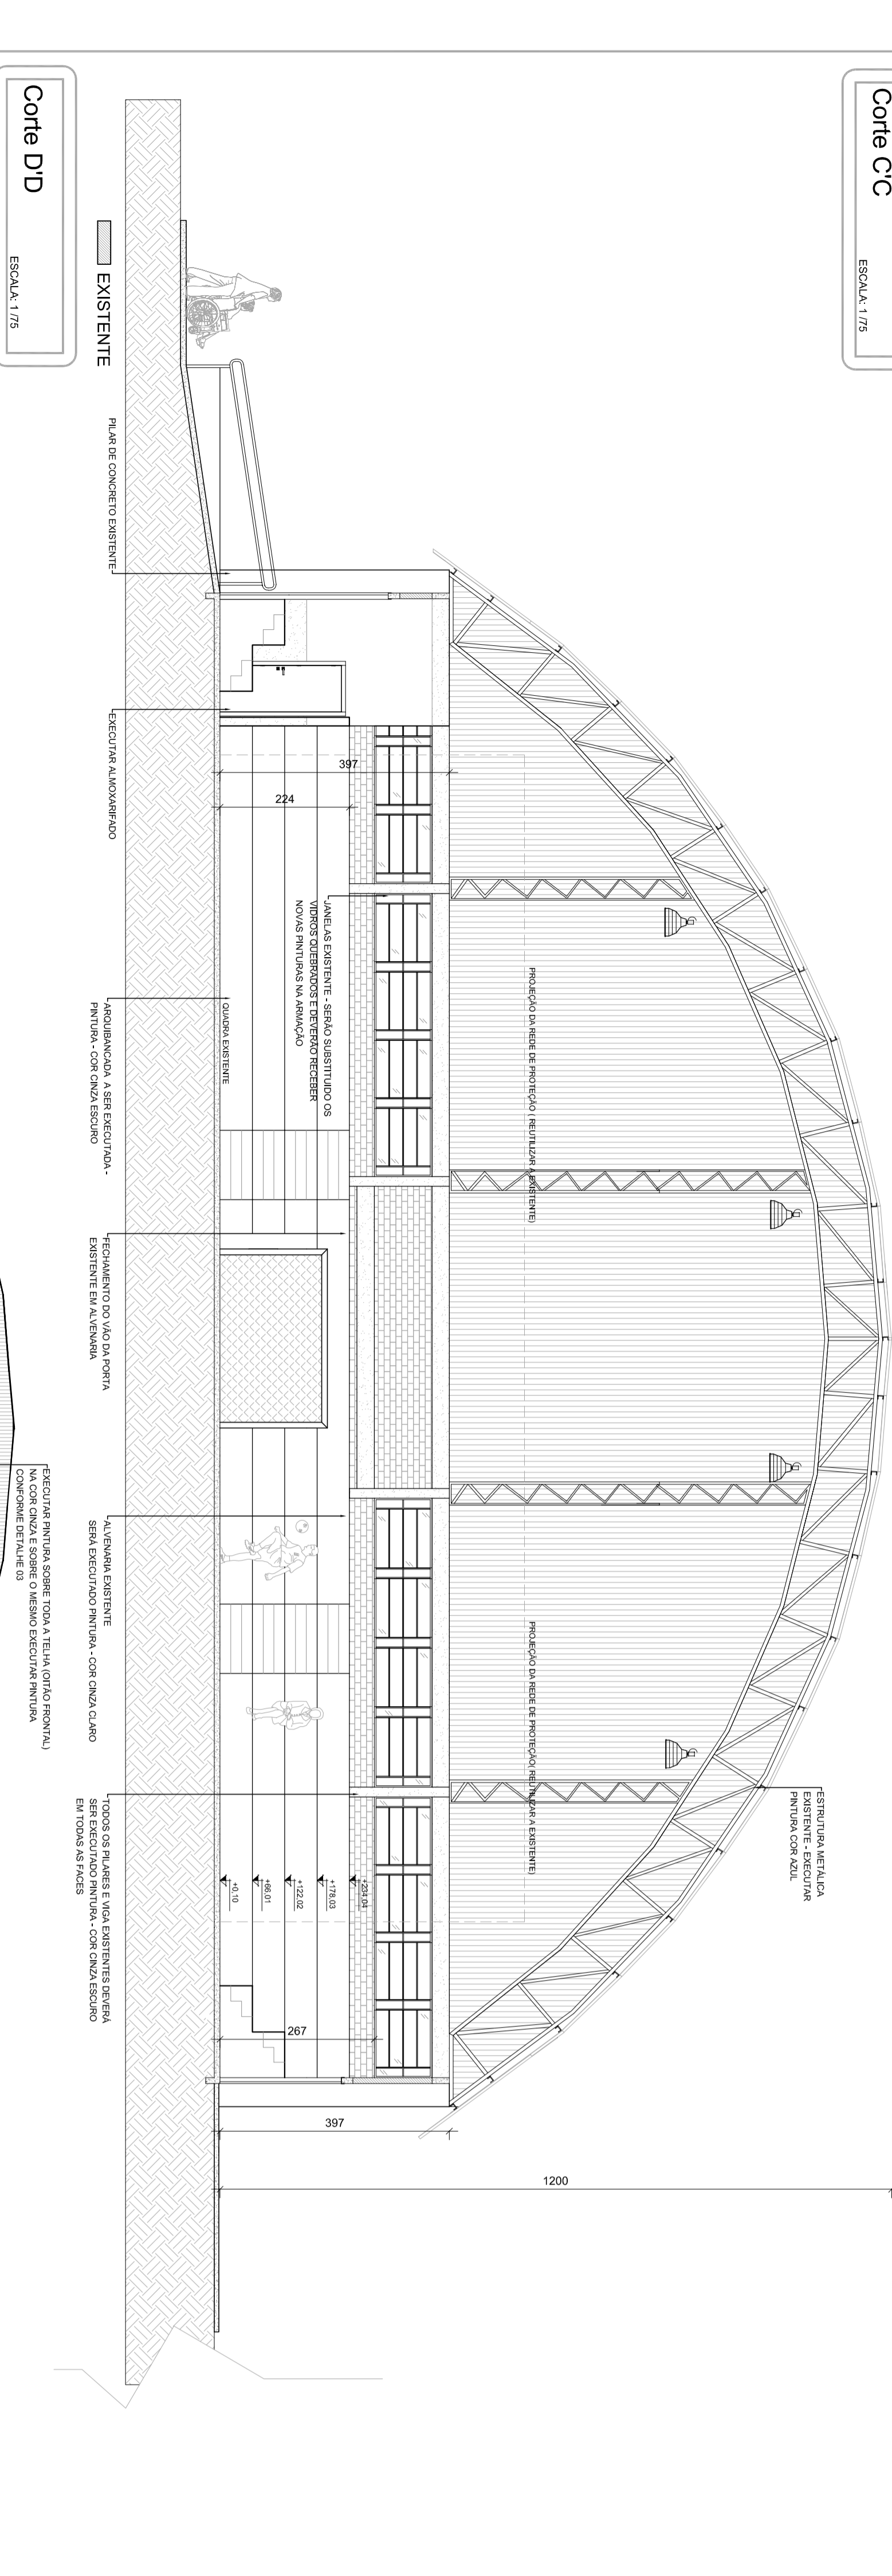 Corte C'C
ESCALA: 1 /75
ESTRUTURA METÁLICA
EXISTENTE - EXECUTAR
PINTURA COR AZUL
PROJEÇÃO DA REDE DE PROTEÇÃO ( REUTILIZAR A EXISTENTE)
PROJEÇÃO DA REDE DE PROTEÇÃO( REUTILIZAR A EXISTENTE)
1200
397
224
JANELAS EXISTENTE - SERÃO SUBSTITUIDO OS
VIDROS QUEBRADOS E DEVERÃO RECEBER
NOVAS PINTURAS NA ARMAÇÃO
+234.04
+178.03
+122.02
+66.01
+0.10
267
397
QUADRA EXISTENTE
PILAR DE CONCRETO EXISTENTE
EXECUTAR ALMOXARIFADO
ARQUIBANCADA A SER EXECUTADA -
PINTURA - COR CINZA ESCURO
FECHAMENTO DO VÃO DA PORTA
EXISTENTE EM ALVENARIA
ALVENARIA EXISTENTE
SERÁ EXECUTADO PINTURA - COR CINZA CLARO
TODOS OS PILARES E VIGA EXISTENTES DEVERÁ
SER EXECUTADO PINTURA - COR CINZA ESCURO
EM TODAS AS FACES
EXISTENTE
Corte D'D
ESCALA: 1 /75
EXECUTAR PINTURA SOBRE TODA A TELHA (OITÃO FRONTAL)
NA COR CINZA E SOBRE O MESMO EXECUTAR PINTURA
CONFORME DETALHE 03